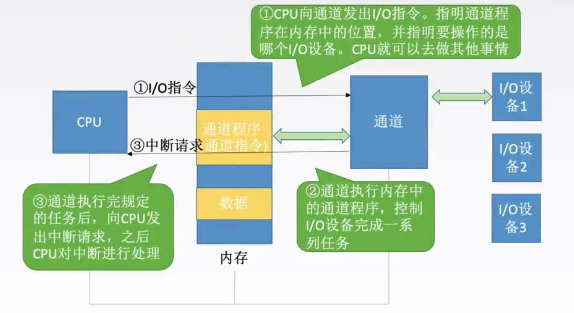 ①CPU向通道发出I/O指令。指明通道程
序在内存中的位置，并指明要操作的是
哪个I/O设备。CPU就可以去做其他事情
①I/O指令
CPU
通道程序
(通道指令)
③中断请求
通道
I/O设
备1
I/O设
备2
I/O设
备3
③通道执行完规定
的任务后，向CPU发
出中断请求，之后
CPU对中断进行处理
数据
内存
②通道执行内存中
的通道程序，控制
I/O设备完成一系
列任务